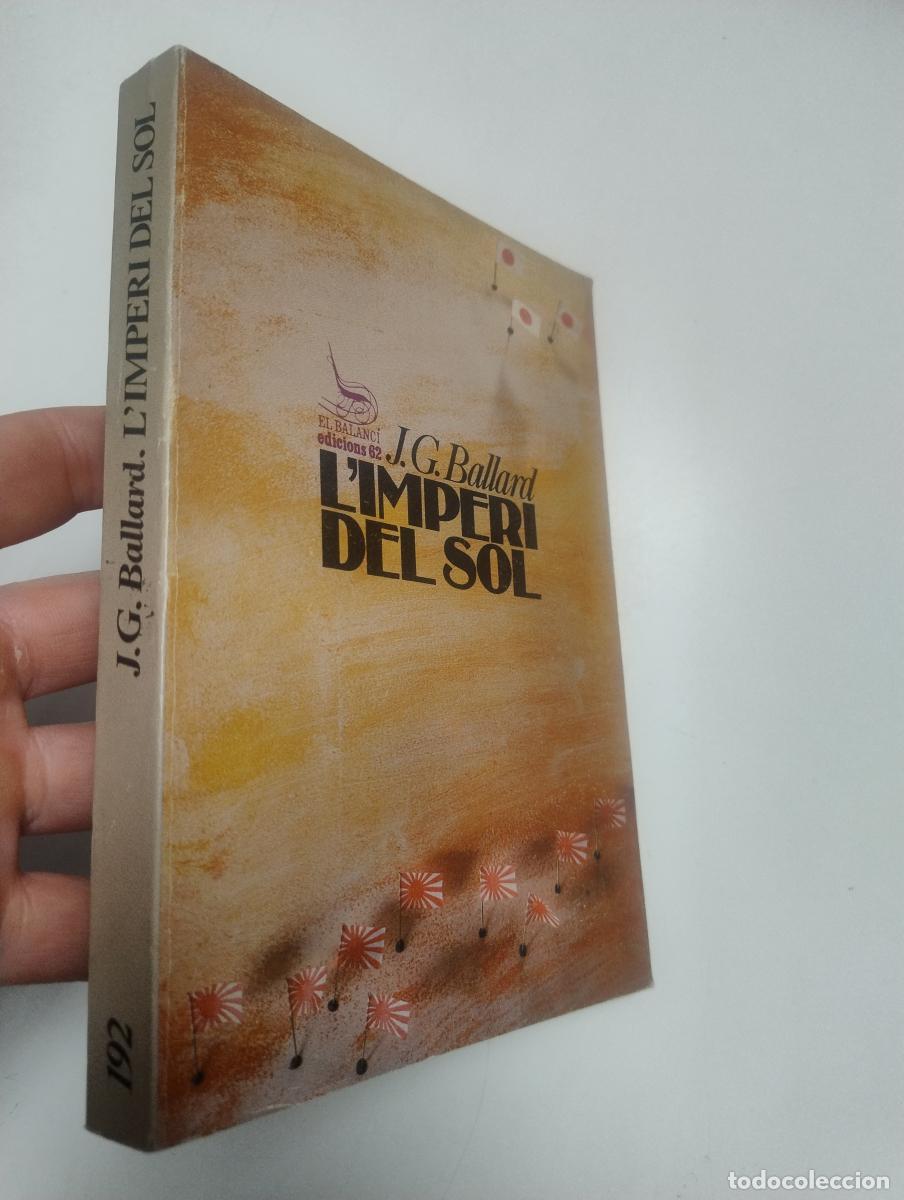 J.G. Ballard. L'IMPERI DEL SOL
192
EL BALANCÍ
edicions 62
J.G. Ballard
L'IMPERI
DEL SOL
todocoleccion